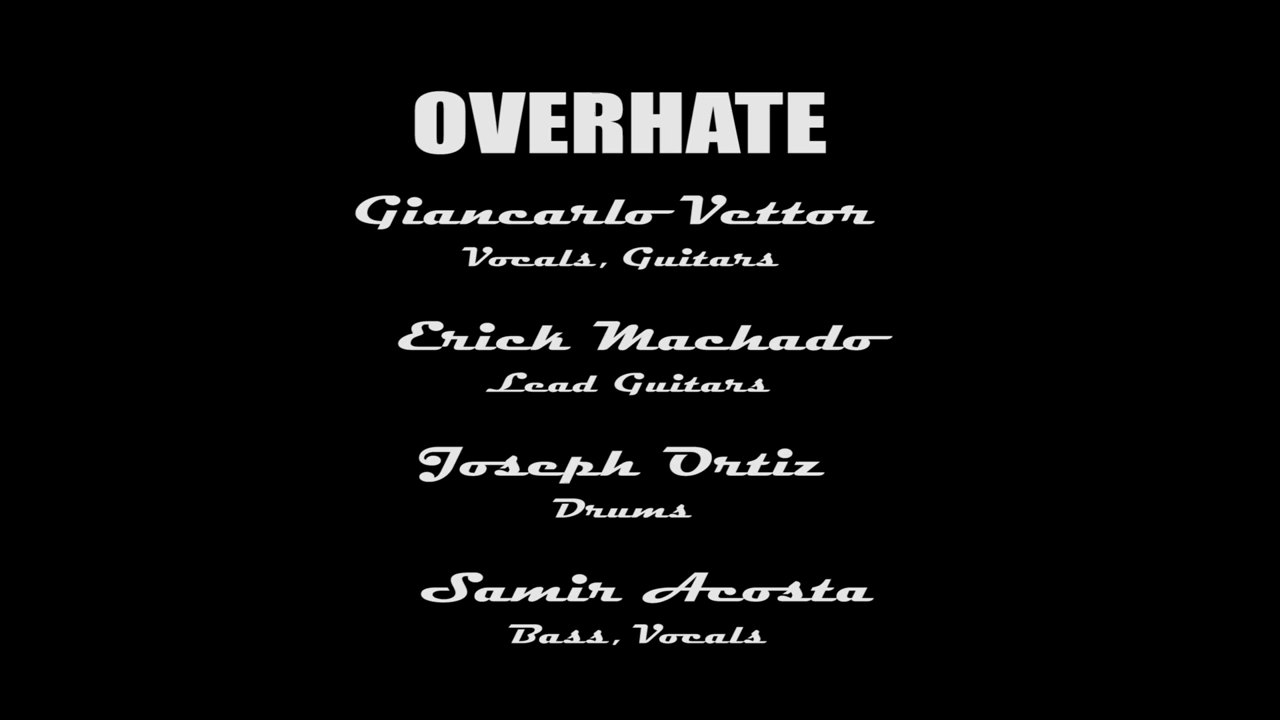 OVERHATE
Giancarlo Vettor
Vocals, Guitars
Erick Machado
Lead Guitars
Joseph Ortiz
Drums
Samir Acosta
Bass, Vocals